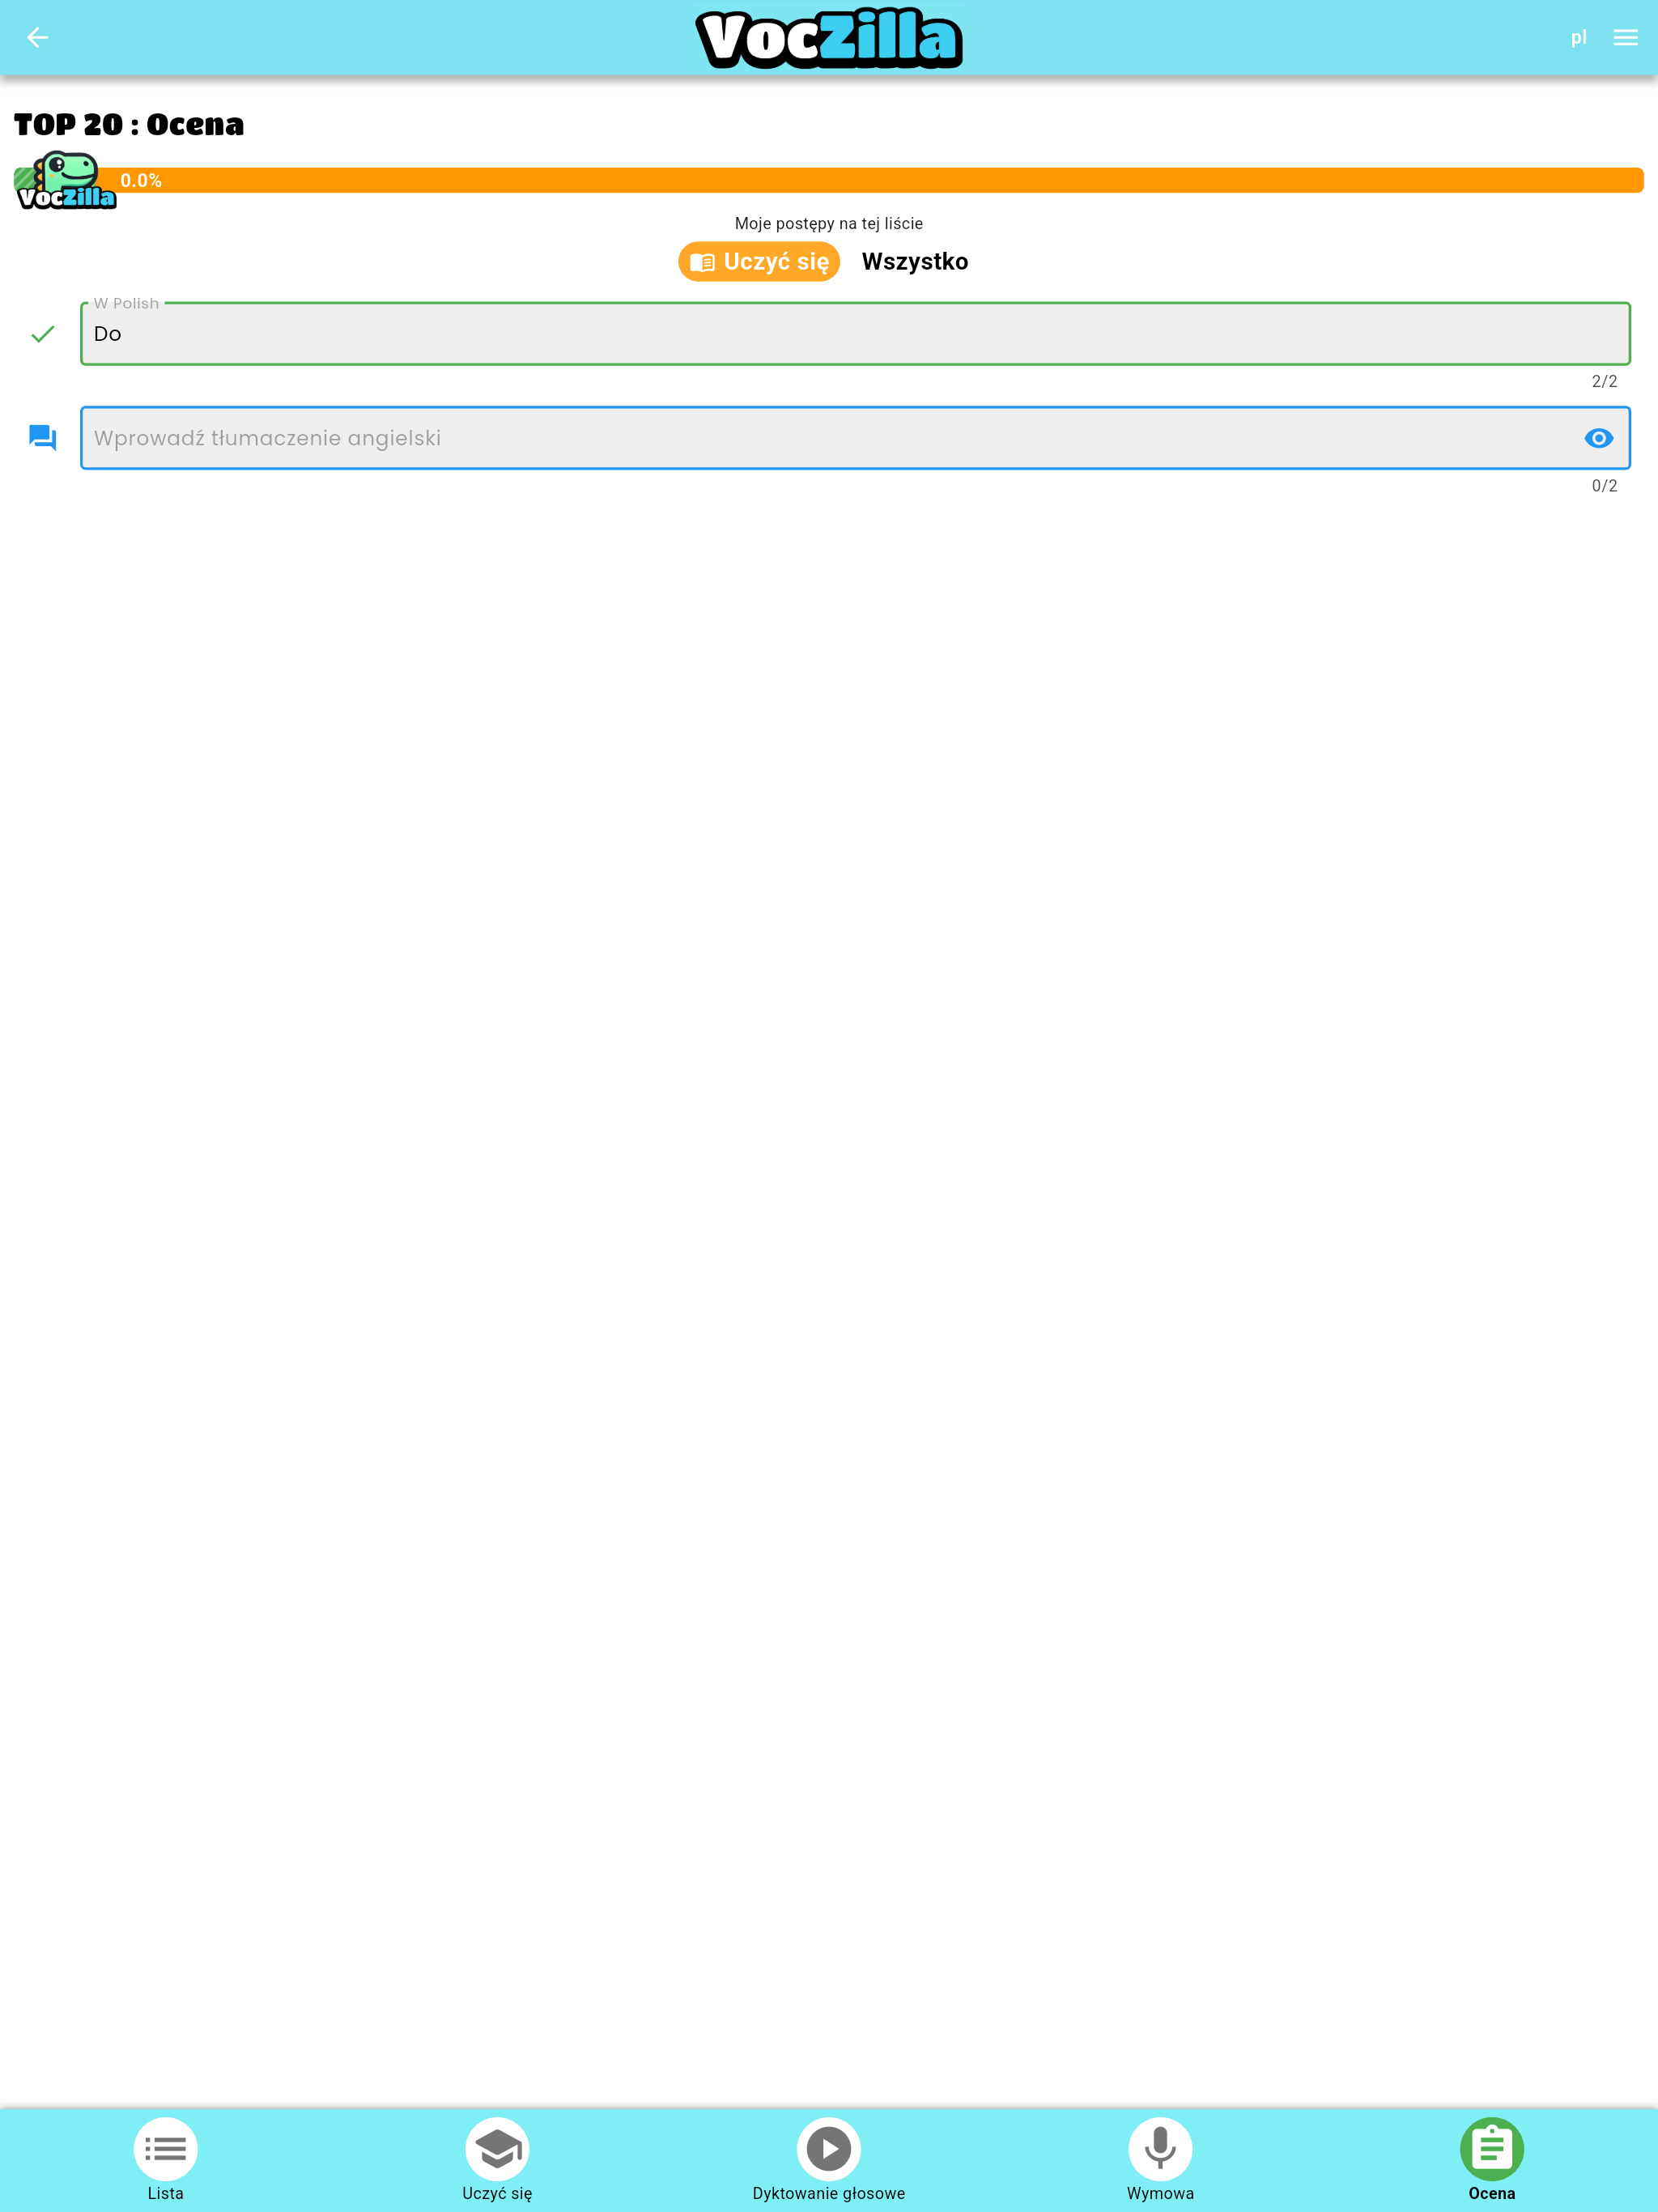 VocZilla
pl
TOP 20 : Ocena
VocZilla
0.0%
Moje postępy na tej liście
Uczyć się
Wszystko
W Polish
Do
2/2
Wprowadź tłumaczenie angielski
0/2
Lista
Uczyć się
Dyktowanie głosowe
Wymowa
Ocena